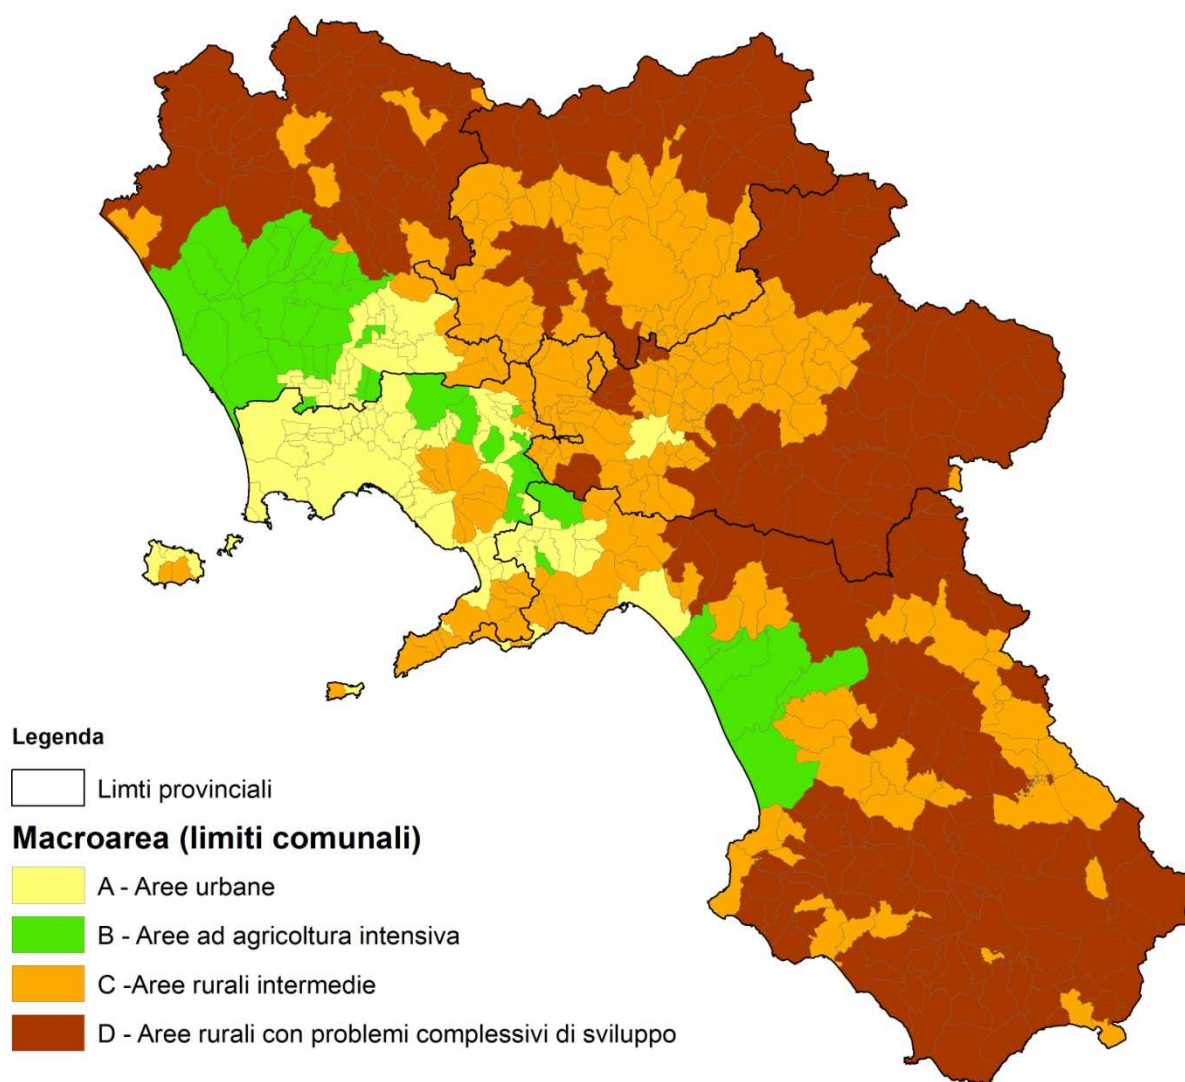 Legenda
Limti provinciali
Macroarea (limiti comunali)
A - Aree urbane
B - Aree ad agricoltura intensiva
C -Aree rurali intermedie
D - Aree rurali con problemi complessivi di sviluppo